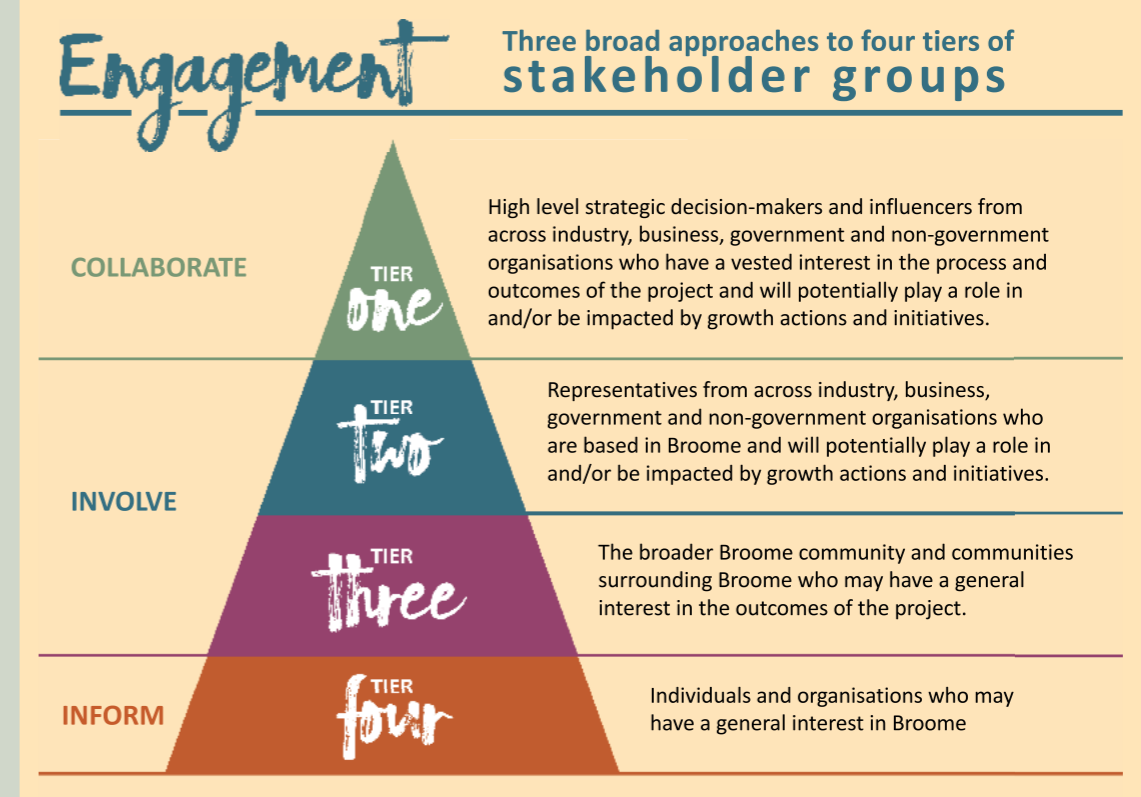 Engagement
Three broad approaches to four tiers of
stakeholder groups
COLLABORATE
TIER
one
High level strategic decision-makers and influencers from
across industry, business, government and non-government
organisations who have a vested interest in the process and
outcomes of the project and will potentially play a role in
and/or be impacted by growth actions and initiatives.
INVOLVE
TIER
two
Representatives from across industry, business,
government and non-government organisations who
are based in Broome and will potentially play a role in
and/or be impacted by growth actions and initiatives.
TIER
three
The broader Broome community and communities
surrounding Broome who may have a general
interest in the outcomes of the project.
INFORM
TIER
four
Individuals and organisations who may
have a general interest in Broome